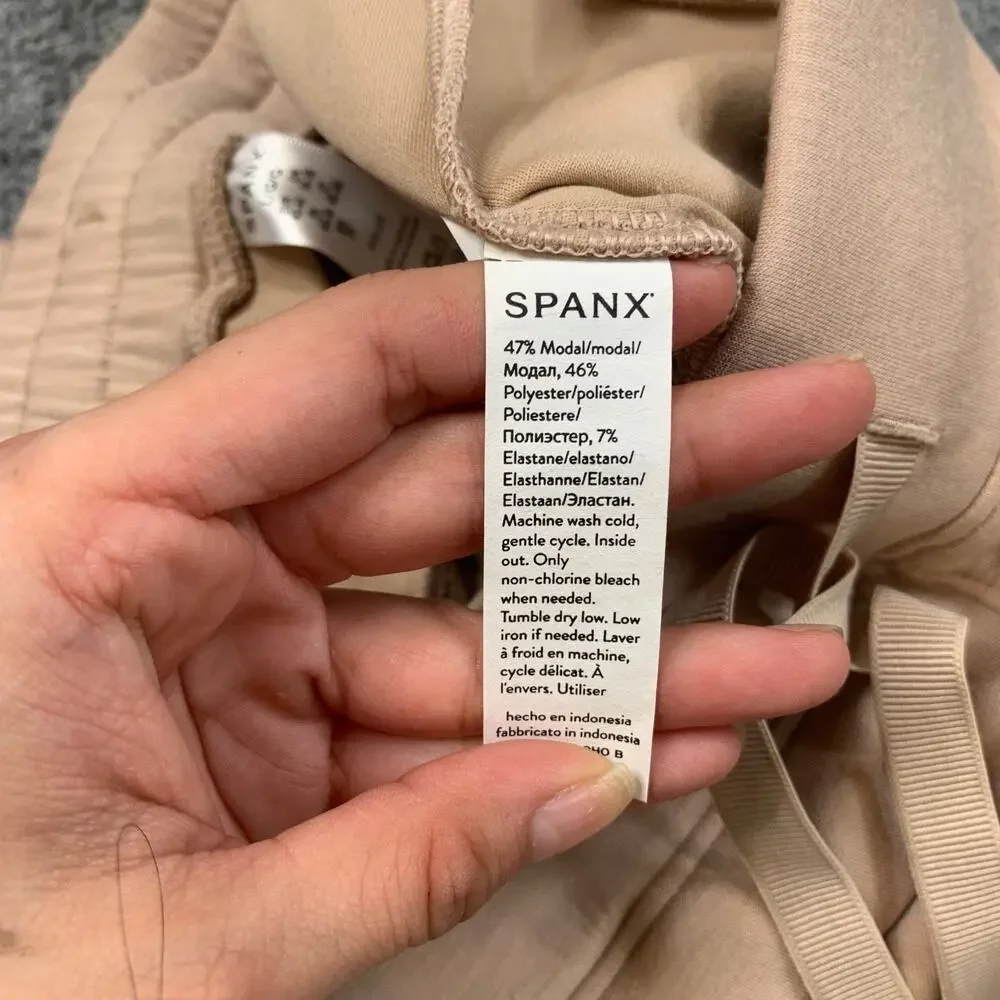 SPANX
SPANX
47% Modal/modal/
Модал, 46%
Polyester/poliéster/
Poliestere/
Полиэстер, 7%
Elastane/elastano/
Elasthanne/Elastan/
Elastaan/Эластан.
Machine wash cold,
gentle cycle. Inside
out. Only
non-chlorine bleach
when needed.
Tumble dry low. Low
iron if needed. Laver
à froid en machine,
cycle délicat. À
l'envers. Utiliser
hecho en indonesia
fabbricato in indonesia
В